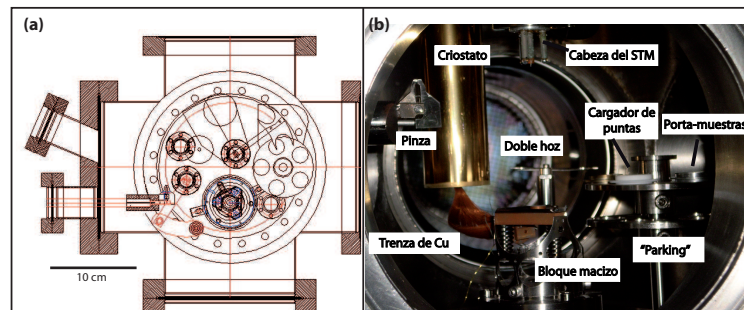 (a)
10 cm
(b)
Criostato
Cabeza del STM
Cargador de
puntas
Porta-muestras
Pinza
Doble hoz
Trenza de Cu
Bloque macizo
“Parking”